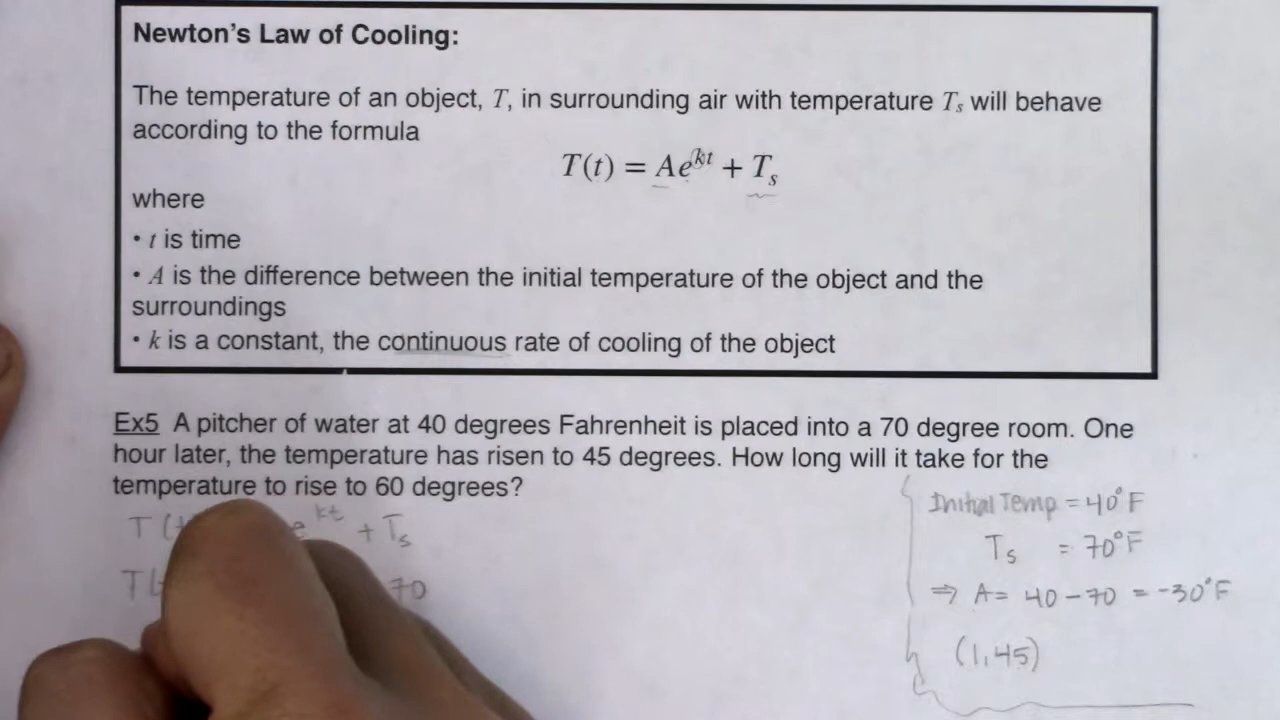 Newton's Law of Cooling:
The temperature of an object, T, in surrounding air with temperature Tₛ will behave
according to the formula
T(t) = Ae^{kt} + Tₛ
where
• t is time
• A is the difference between the initial temperature of the object and the
surroundings
• k is a constant, the continuous rate of cooling of the object
Ex5 A pitcher of water at 40 degrees Fahrenheit is placed into a 70 degree room. One
hour later, the temperature has risen to 45 degrees. How long will it take for the
temperature to rise to 60 degrees?
T(t e^{kt} + Tₛ
T( 70
Initial Temp = 40°F
Tₛ = 70°F
⇒ A = 40 - 70 = -30°F
(1,45)